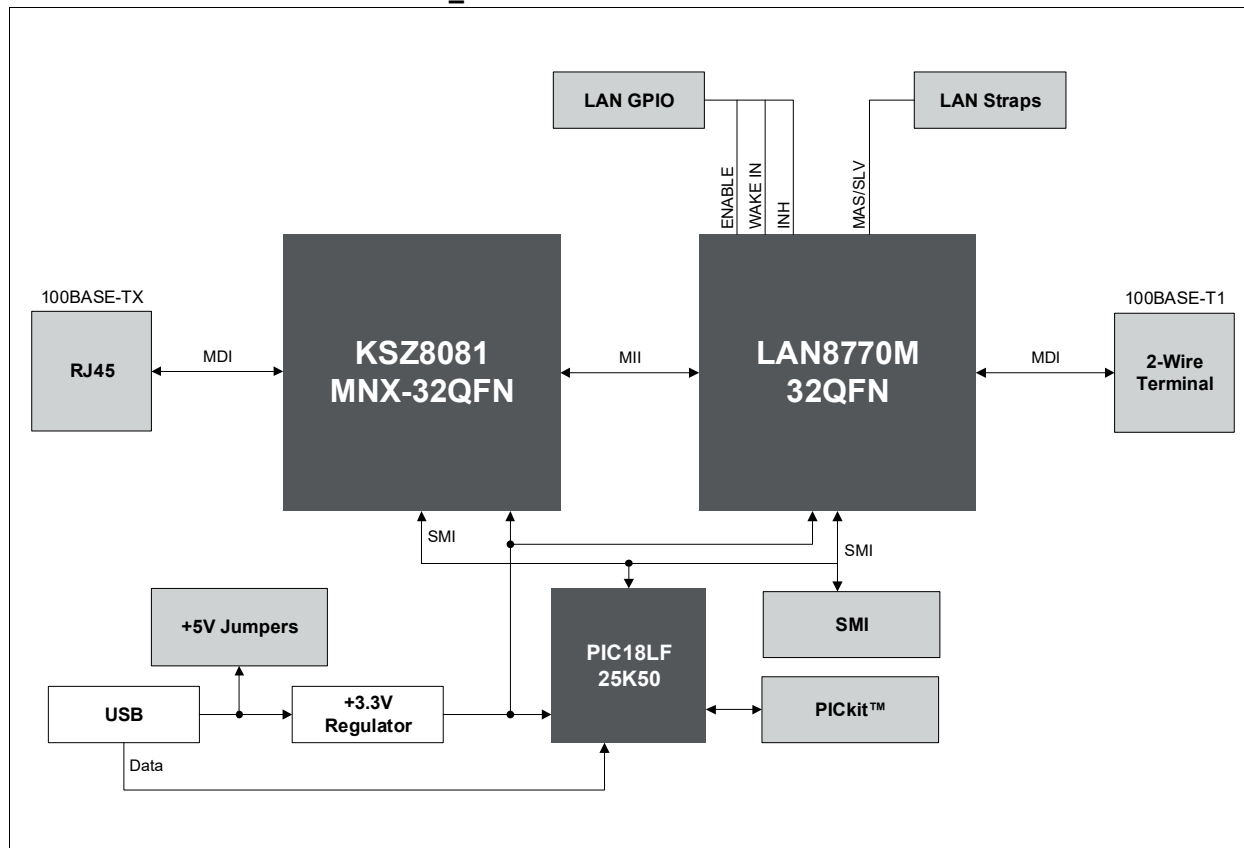 LAN GPIO
LAN Straps
ENABLE
WAKE IN
INH
MAS/SLV
100BASE-TX
RJ45
MDI
KSZ8081
MNX-32QFN
MII
LAN8770M
32QFN
MDI
100BASE-T1
2-Wire
Terminal
SMI
SMI
+5V Jumpers
PIC18LF
25K50
SMI
USB
+3.3V
Regulator
PICkit™
Data